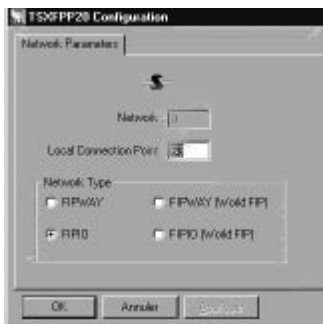 TSXFPP20 Configuration
Network Parameters
Network
Local Connection Point
Network Type
FIPWAY
FIPWAY (World FIP)
FIPIO
FIPIO (World FIP)
OK
Annuler